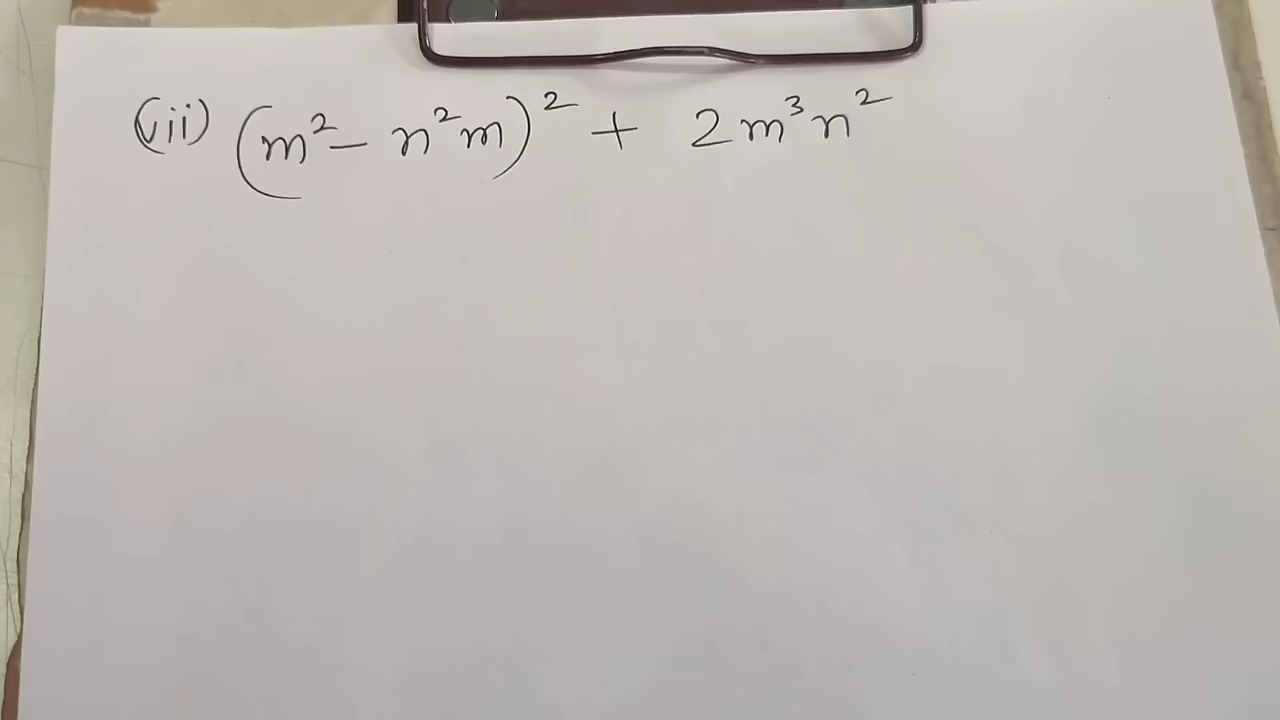 (vii) (m² - n²m)² + 2m³n²